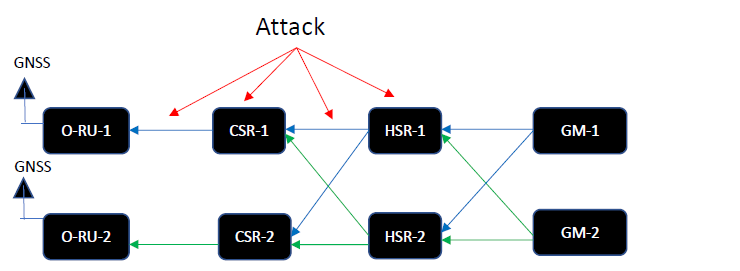 Attack
GNSS
O-RU-1
CSR-1
HSR-1
GM-1
GNSS
O-RU-2
CSR-2
HSR-2
GM-2